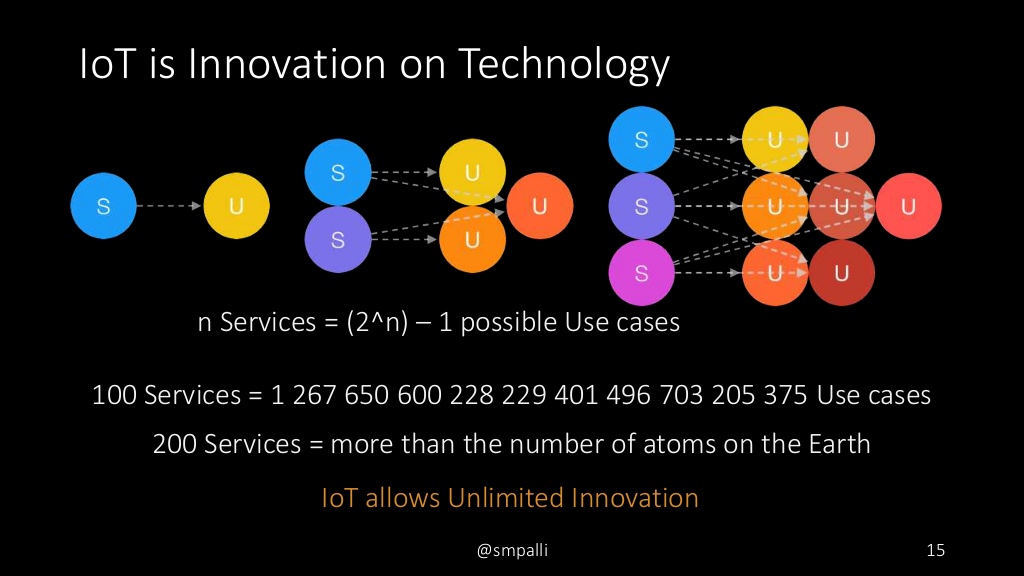 IoT is Innovation on Technology
S U
S U
S U U
S U U
S U U U
S U U
n Services = (2^n) – 1 possible Use cases
100 Services = 1 267 650 600 228 229 401 496 703 205 375 Use cases
200 Services = more than the number of atoms on the Earth
IoT allows Unlimited Innovation
@smpalli
15